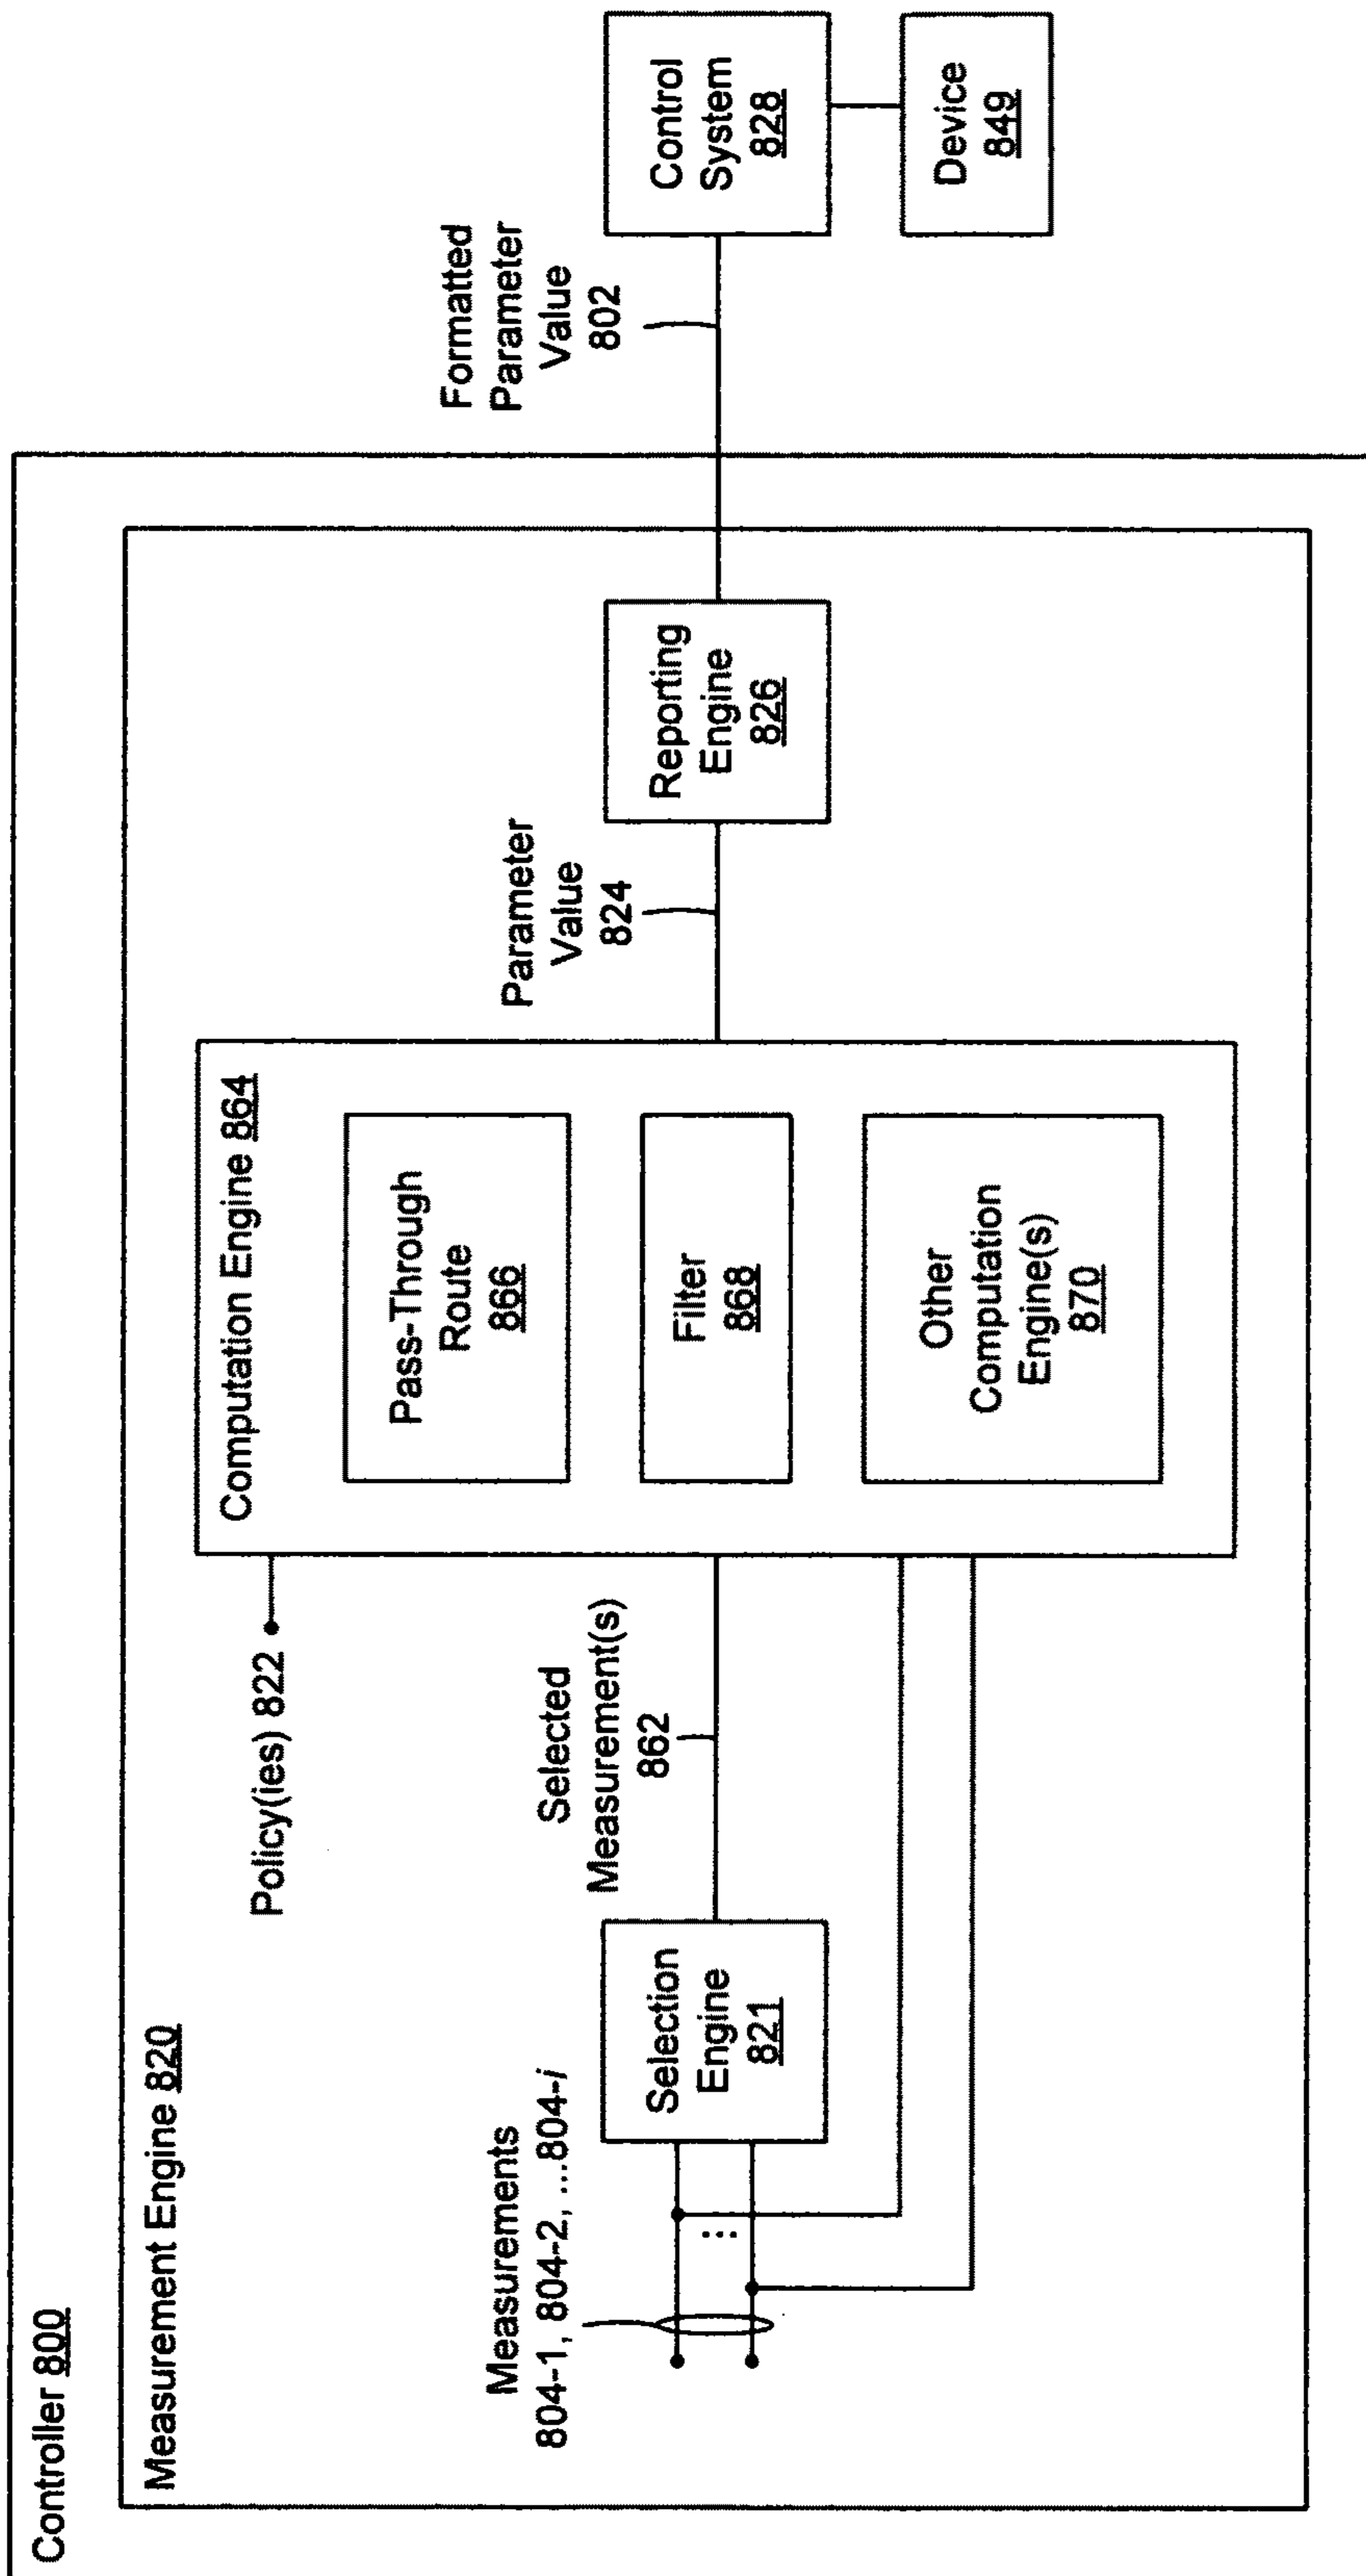 Controller 800
Measurement Engine 820
Measurements
804-1, 804-2, ...804-i
Selection
Engine
821
Policy(ies) 822
Selected
Measurement(s)
862
Computation Engine 864
Pass-Through
Route
866
Filter
868
Other
Computation
Engine(s)
870
Parameter
Value
824
Reporting
Engine
826
Formatted
Parameter
Value
802
Control
System
828
Device
849